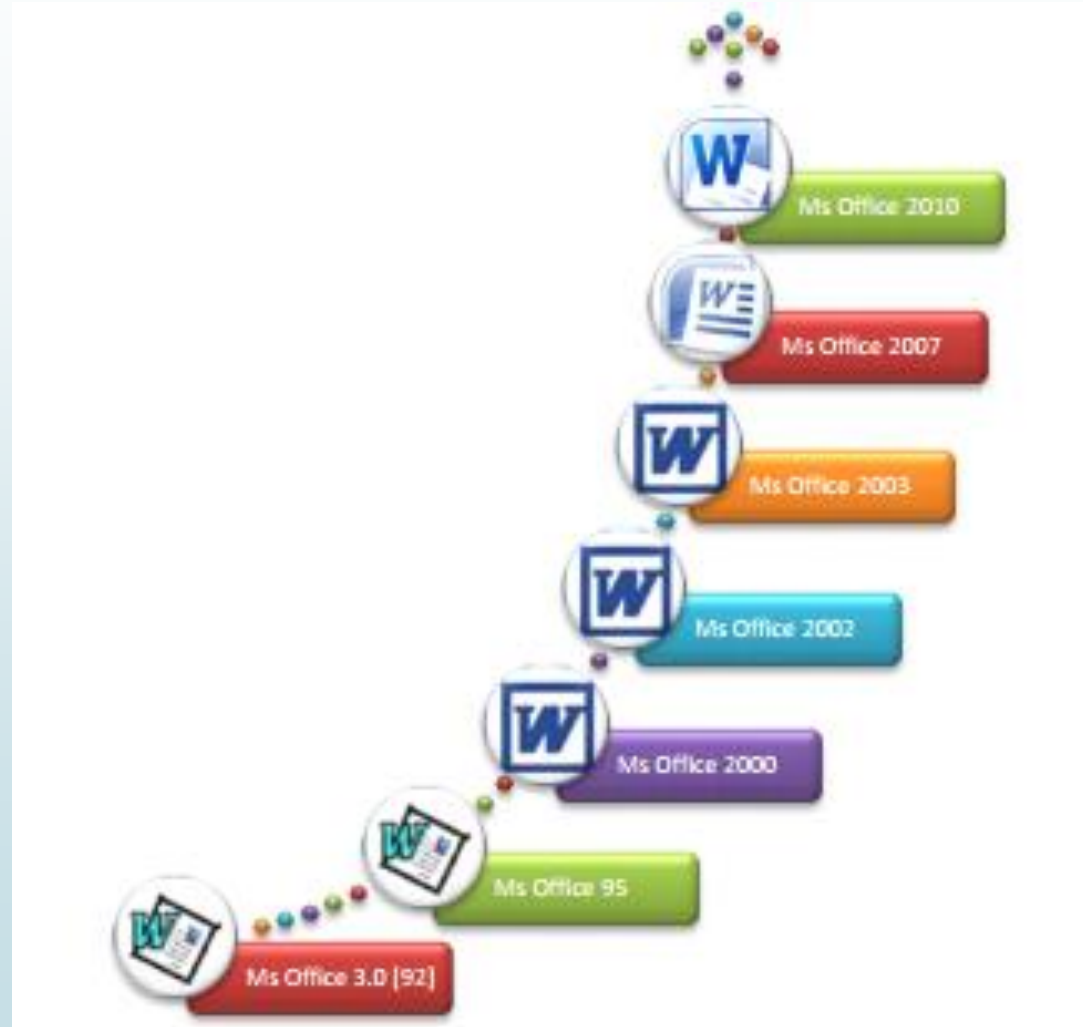 Ms Office 2010
Ms Office 2007
Ms Office 2003
Ms Office 2002
Ms Office 2000
Ms Office 95
Ms Office 3.0 [92]